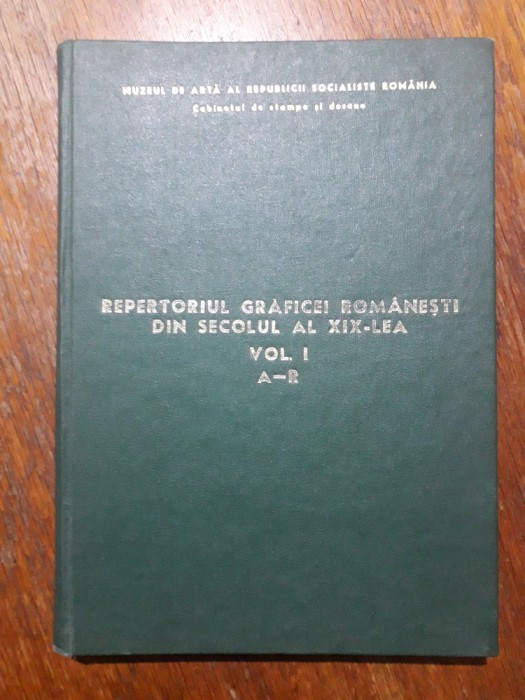 MUZEUL DE ARTĂ AL REPUBLICII SOCIALISTE ROMÂNIA
Cabinetul de stampe și desene
REPERTORIUL GRAFICEI ROMÂNEȘTI
DIN SECOLUL AL XIX-LEA
VOL. I
A-R